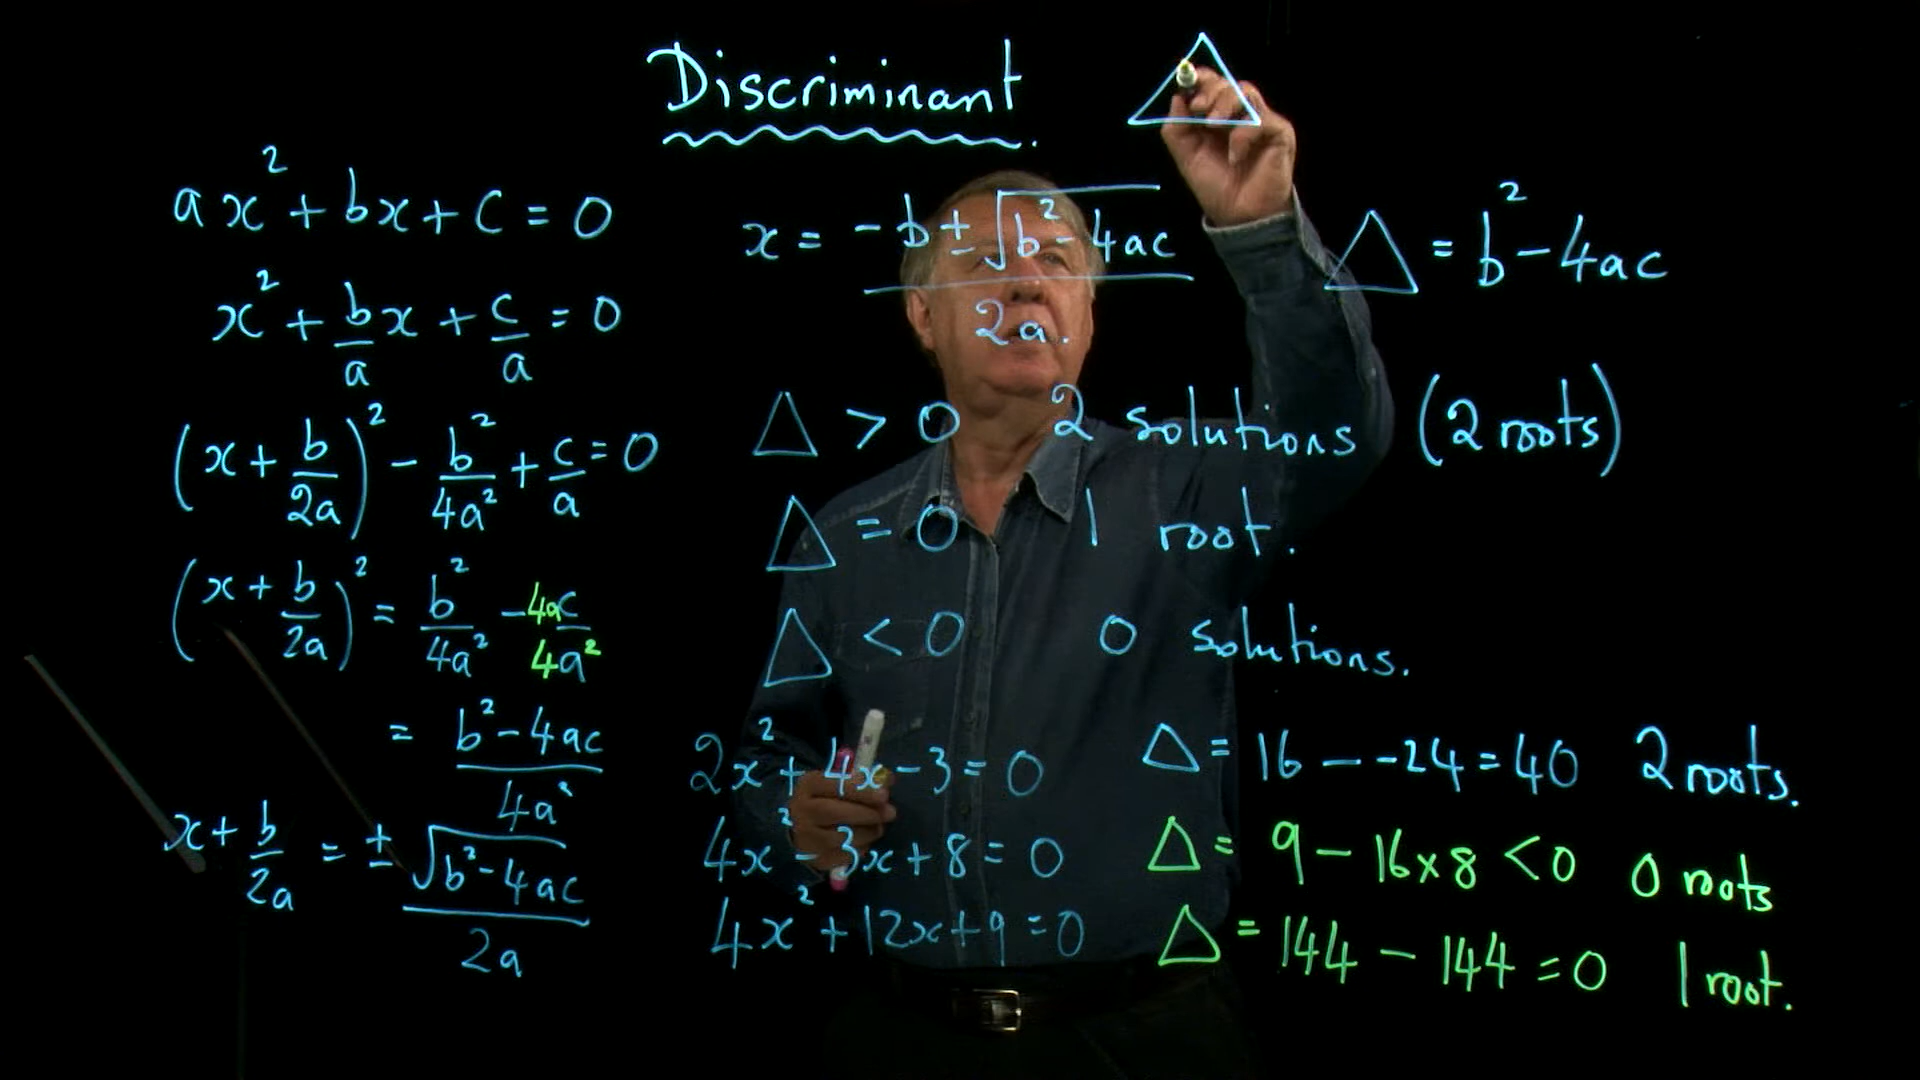 Discriminant △
ax² + bx + c = 0
x² + b/a x + c/a = 0
(x + b/2a)² - b²/4a² + c/a = 0
(x + b/2a)² = b²/4a² - 4ac/4a²
= b² - 4ac / 4a²
x + b/2a = ± √(b² - 4ac) / 2a
x = -b ± √(b² - 4ac) / 2a.
△ = b² - 4ac
△ > 0 2 solutions (2 roots)
△ = 0 1 root.
△ < 0 0 solutions.
2x² + 4x - 3 = 0 △ = 16 - -24 = 40 2 roots.
4x² - 3x + 8 = 0 △ = 9 - 16x8 < 0 0 roots
4x² + 12x + 9 = 0 △ = 144 - 144 = 0 1 root.